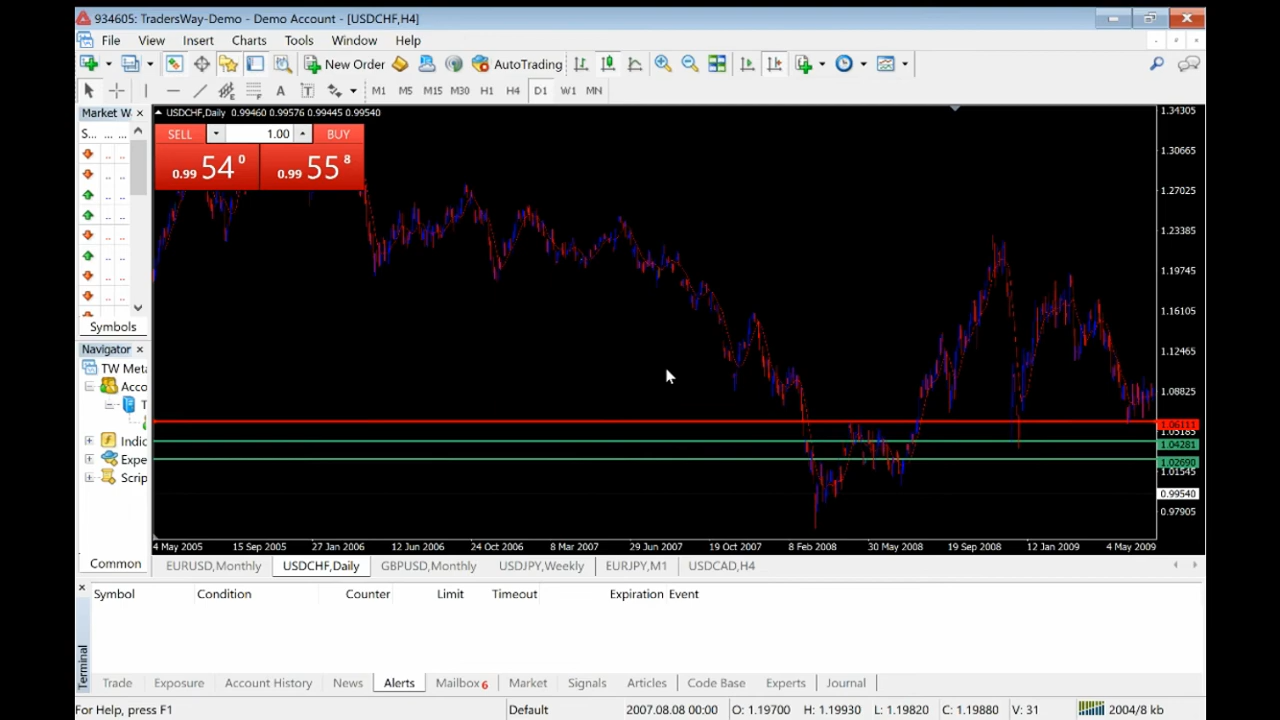 934605: TradersWay-Demo - Demo Account - [USDCHF,H4]
File View Insert Charts Tools Window Help
New Order AutoTrading
A T M1 M5 M15 M30 H1 H4 D1 W1 MN
Market W
S... ... ...
Symbols
Navigator
TW Meta
Acco
T
Indic
Expe
Scrip
Common
USDCHF,Daily 0.99460 0.99576 0.99445 0.99540
SELL 1.00 BUY
0.99 54 0 0.99 55 8
1.34305
1.30665
1.27025
1.23385
1.19745
1.16105
1.12465
1.08825
1.06111
1.05185
1.04281
1.02690
1.01545
0.99540
0.97905
4 May 2005 15 Sep 2005 27 Jan 2006 12 Jun 2006 24 Oct 2006 8 Mar 2007 29 Jun 2007 19 Oct 2007 8 Feb 2008 30 May 2008 19 Sep 2008 12 Jan 2009 4 May 2009
EURUSD,Monthly USDCHF,Daily GBPUSD,Monthly USDJPY,Weekly EURJPY,M1 USDCAD,H4
Symbol Condition Counter Limit Timeout Expiration Event
Terminal
Trade Exposure Account History News Alerts Mailbox 6 Market Signals Articles Code Base Experts Journal
For Help, press F1 Default 2007.08.08 00:00 O: 1.19700 H: 1.19930 L: 1.19820 C: 1.19880 V: 31 2004/8 kb